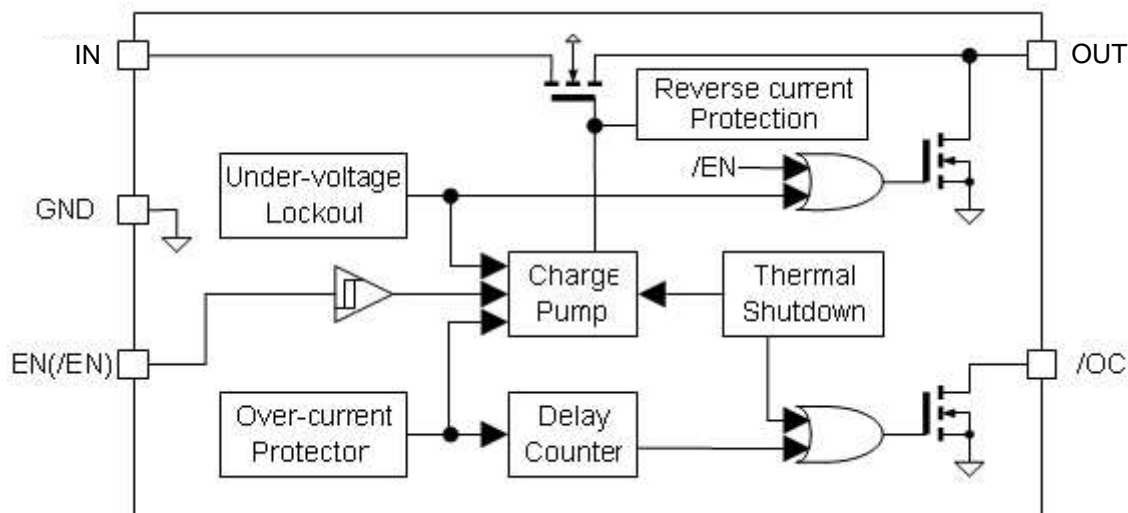 IN
OUT
Reverse current
Protection
/EN
Under-voltage
Lockout
GND
Charge
Pump
Thermal
Shutdown
EN(/EN)
/OC
Over-current
Protector
Delay
Counter